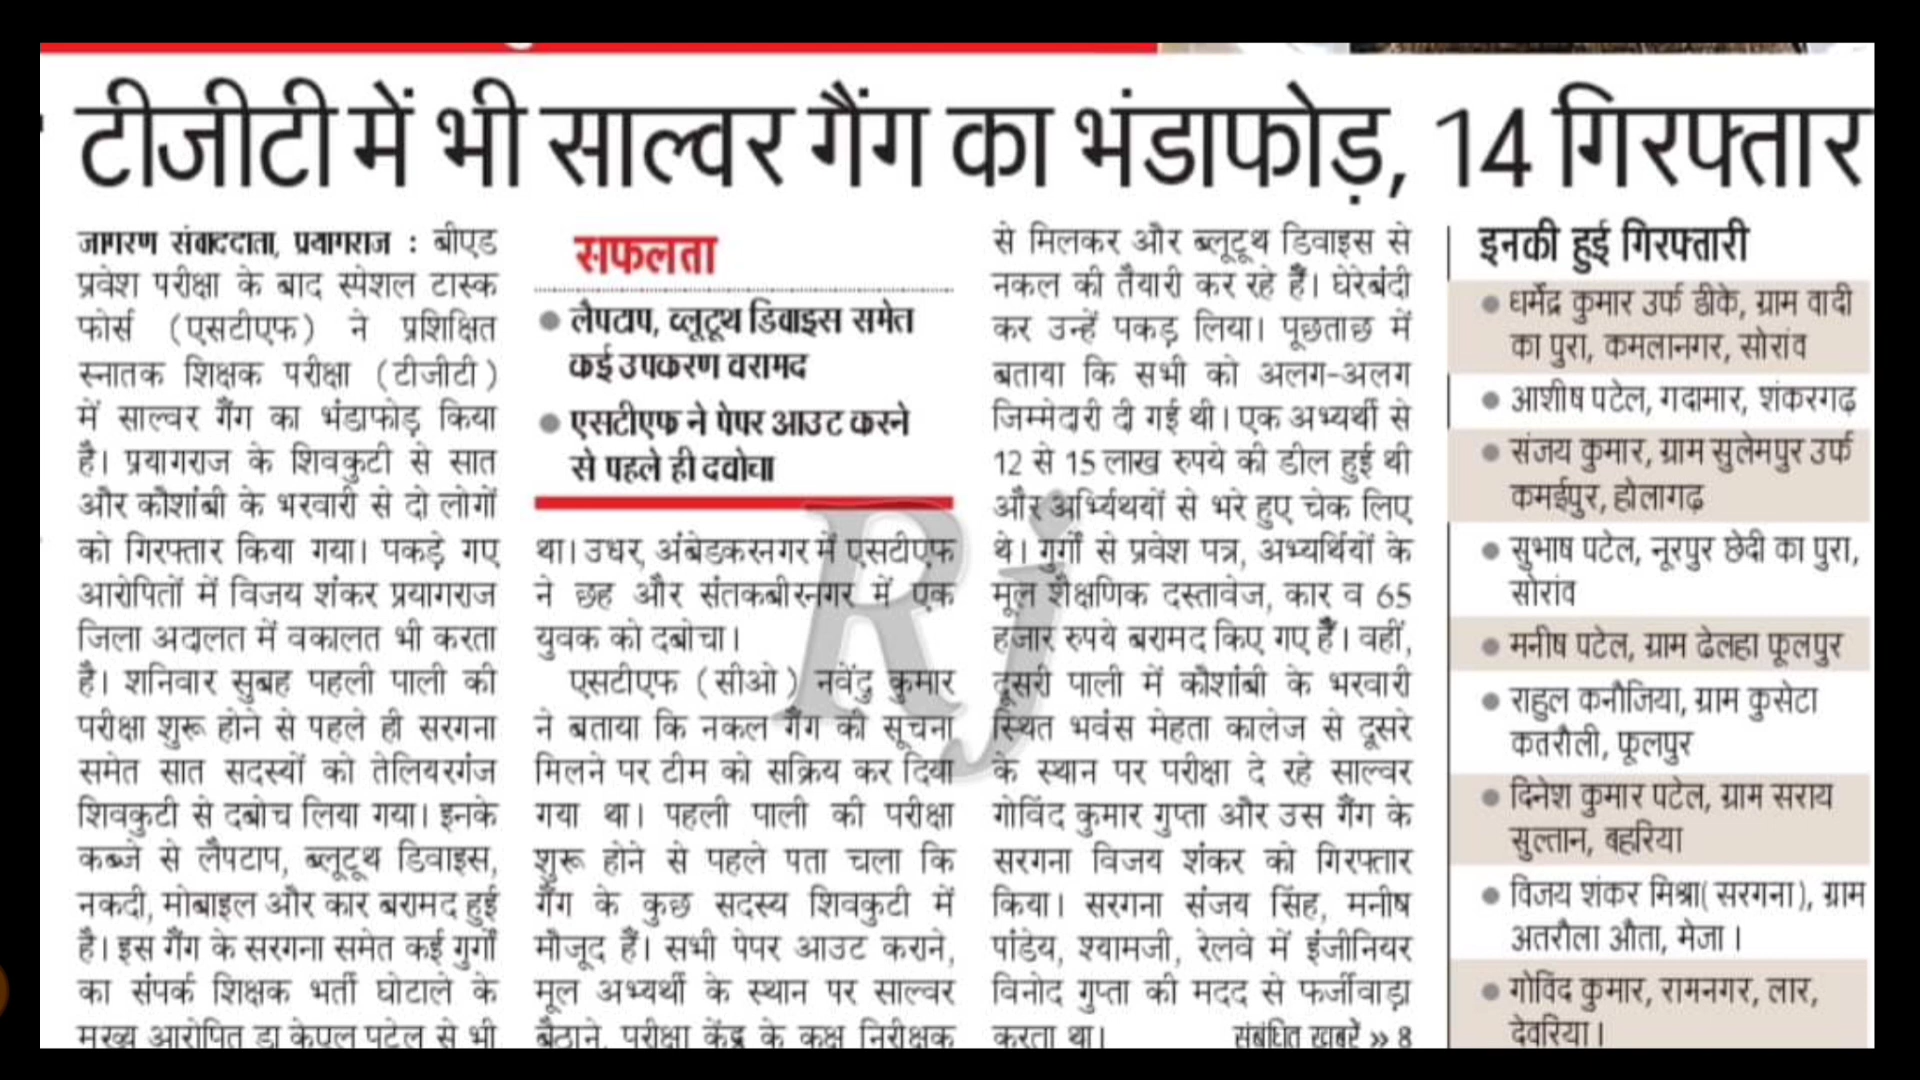 टीजीटी में भी साल्वर गैंग का भंडाफोड़, 14 गिरफ्तार
जागरण संवाददाता, प्रयागराज : बीएड
प्रवेश परीक्षा के बाद स्पेशल टास्क
फोर्स (एसटीएफ) ने प्रशिक्षित
स्नातक शिक्षक परीक्षा (टीजीटी)
में साल्वर गैंग का भंडाफोड़ किया
है। प्रयागराज के शिवकुटी से सात
और कौशांबी के भरवारी से दो लोगों
को गिरफ्तार किया गया। पकड़े गए
आरोपितों में विजय शंकर प्रयागराज
जिला अदालत में वकालत भी करता
है। शनिवार सुबह पहली पाली की
परीक्षा शुरू होने से पहले ही सरगना
समेत सात सदस्यों को तेलियरगंज
शिवकुटी से दबोच लिया गया। इनके
कब्जे से लैपटाप, ब्लूटूथ डिवाइस,
नकदी, मोबाइल और कार बरामद हुई
है। इस गैंग के सरगना समेत कई गुर्गों
का संपर्क शिक्षक भर्ती घोटाले के
मुख्य आरोपित डा केएल पटेल से भी
सफलता
● लैपटाप, ब्लूटूथ डिवाइस समेत
कई उपकरण बरामद
● एसटीएफ ने पेपर आउट करने
से पहले ही दबोचा
था। उधर, अंबेडकरनगर में एसटीएफ
ने छह और संतकबीरनगर में एक
युवक को दबोचा।
एसटीएफ (सीओ) नवेंदु कुमार
ने बताया कि नकल गैंग की सूचना
मिलने पर टीम को सक्रिय कर दिया
गया था। पहली पाली की परीक्षा
शुरू होने से पहले पता चला कि
गैंग के कुछ सदस्य शिवकुटी में
मौजूद हैं। सभी पेपर आउट कराने,
मूल अभ्यर्थी के स्थान पर साल्वर
बैठाने, परीक्षा केंद्र के कक्ष निरीक्षक
से मिलकर और ब्लूटूथ डिवाइस से
नकल की तैयारी कर रहे हैं। घेरेबंदी
कर उन्हें पकड़ लिया। पूछताछ में
बताया कि सभी को अलग-अलग
जिम्मेदारी दी गई थी। एक अभ्यर्थी से
12 से 15 लाख रुपये की डील हुई थी
और अर्भ्यिथयों से भरे हुए चेक लिए
थे। गुर्गों से प्रवेश पत्र, अभ्यर्थियों के
मूल शैक्षणिक दस्तावेज, कार व 65
हजार रुपये बरामद किए गए हैं। वहीं,
दूसरी पाली में कौशांबी के भरवारी
स्थित भवंस मेहता कालेज से दूसरे
के स्थान पर परीक्षा दे रहे साल्वर
गोविंद कुमार गुप्ता और उस गैंग के
सरगना विजय शंकर को गिरफ्तार
किया। सरगना संजय सिंह, मनीष
पांडेय, श्यामजी, रेलवे में इंजीनियर
विनोद गुप्ता की मदद से फर्जीवाड़ा
करता था।
संबंधित खबरें >> 8
इनकी हुई गिरफ्तारी
● धर्मेंद्र कुमार उर्फ डीके, ग्राम वादी
का पुरा, कमलानगर, सोरांव
● आशीष पटेल, गदामार, शंकरगढ़
● संजय कुमार, ग्राम सुलेमपुर उर्फ
कमईपुर, होलागढ़
● सुभाष पटेल, नूरपुर छेदी का पुरा,
सोरांव
● मनीष पटेल, ग्राम ढेलहा फूलपुर
● राहुल कनौजिया, ग्राम कुसेटा
कतरौली, फूलपुर
● दिनेश कुमार पटेल, ग्राम सराय
सुल्तान, बहरिया
● विजय शंकर मिश्रा( सरगना), ग्राम
अतरौला औता, मेजा।
● गोविंद कुमार, रामनगर, लार,
देवरिया।
Rj